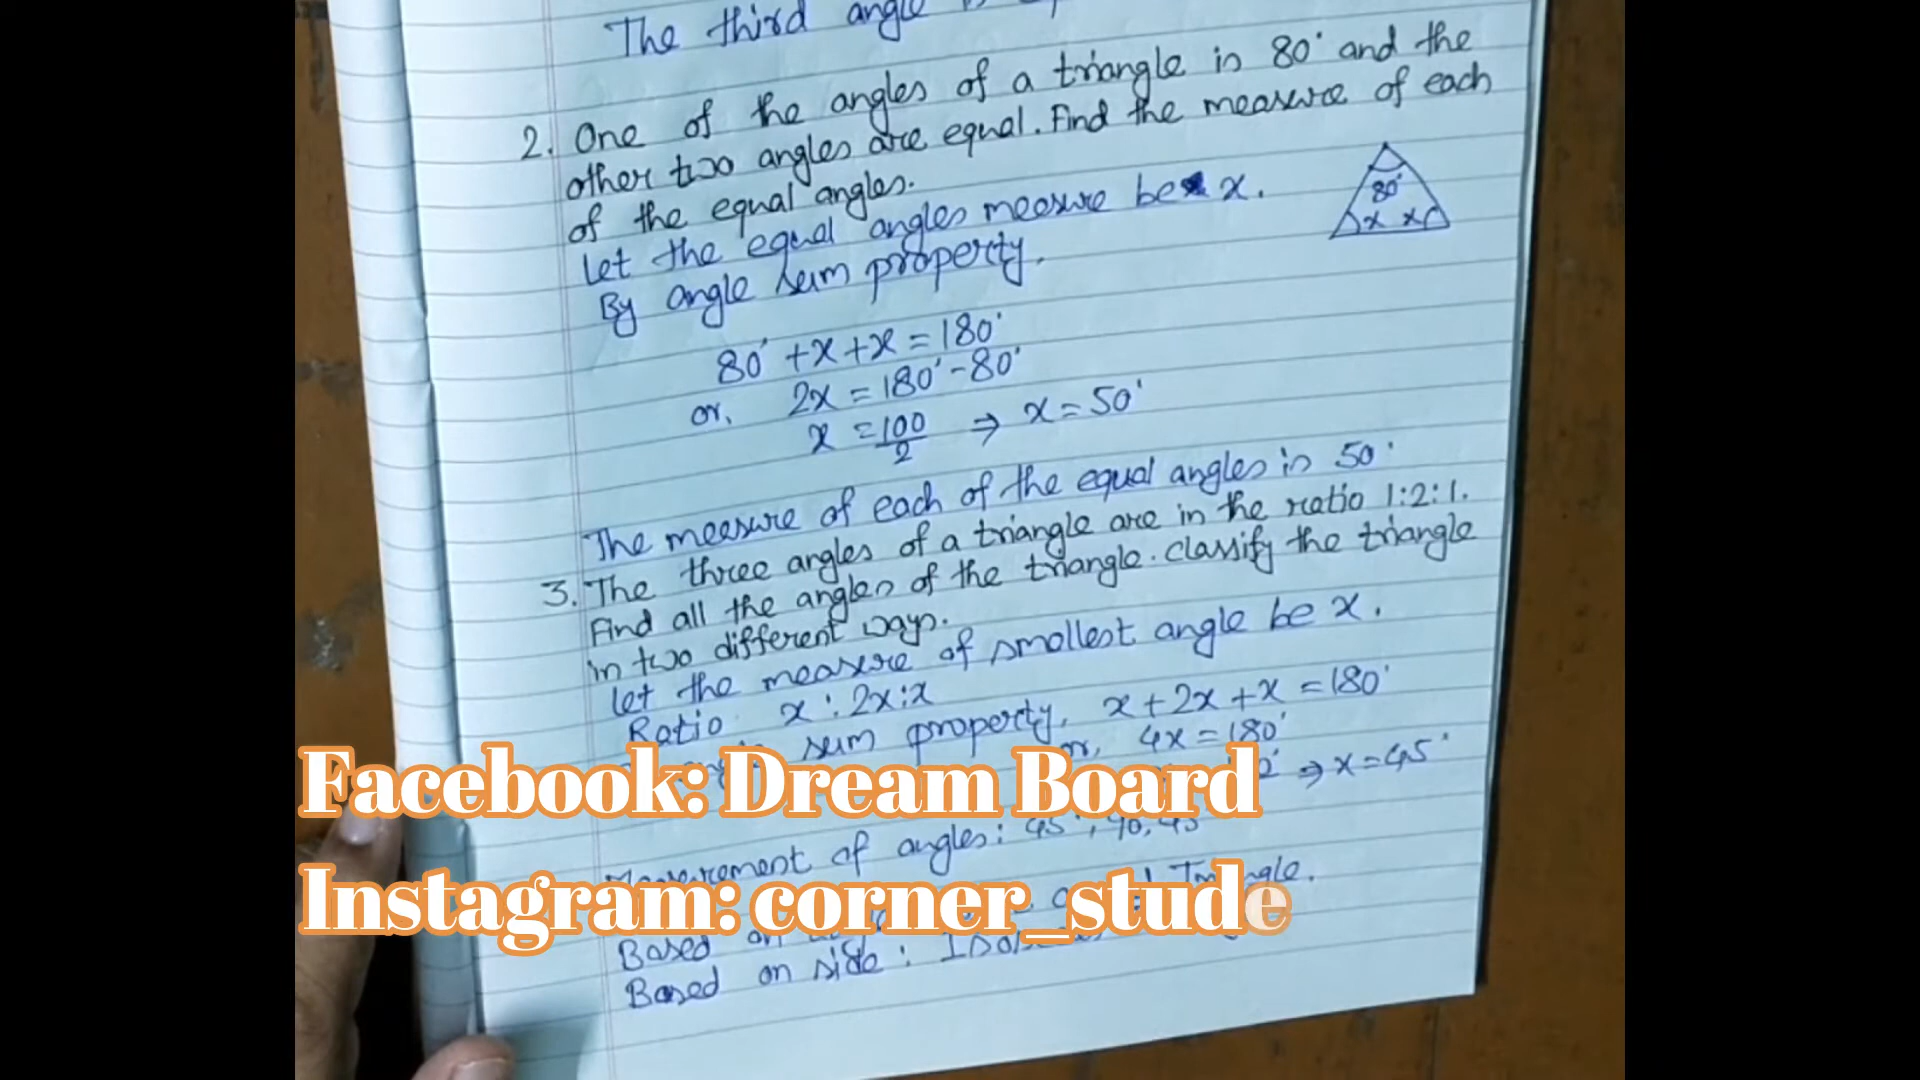 The third angle is
2. One of the angles of a triangle is 80° and the
other two angles are equal. Find the measure of each
of the equal angles.
Let the equal angles measure be x.
By angle sum property,
80°
x x
80° + x + x = 180°
or, 2x = 180° - 80°
x = 100/2 ⇒ x = 50°
The measure of each of the equal angles is 50°
3. The three angles of a triangle are in the ratio 1:2:1.
Find all the angles of the triangle. Classify the triangle
in two different ways.
Let the measure of smallest angle be x.
Ratio x : 2x : x
sum property, x + 2x + x = 180°
or, 4x = 180°
⇒ x = 45°
Facebook: Dream Board
of angles: 45°, 90, 45
Instagram: corner_stude
Based on
Based on side: